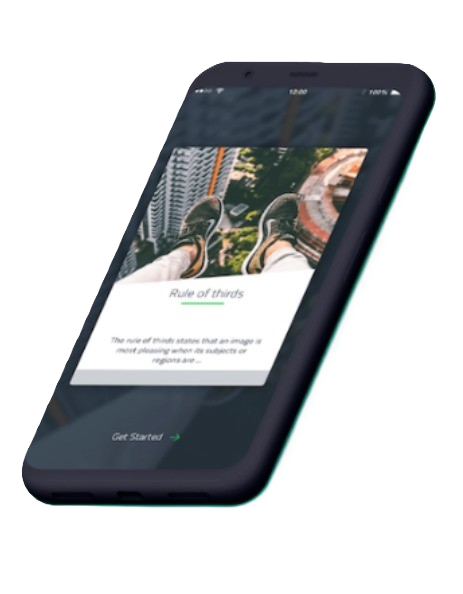 12:00
100%
Rule of thirds
The rule of thirds states that an image is
most pleasing when its subjects or
regions are ...
Get Started →